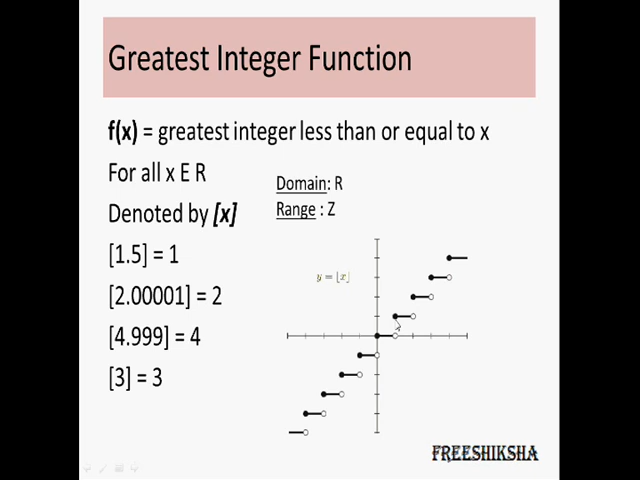 Greatest Integer Function
f(x) = greatest integer less than or equal to x
For all x E R
Domain: R
Range : Z
Denoted by [x]
[1.5] = 1
[2.00001] = 2
[4.999] = 4
[3] = 3
y = ⌊x⌋
FREESHIKSHA